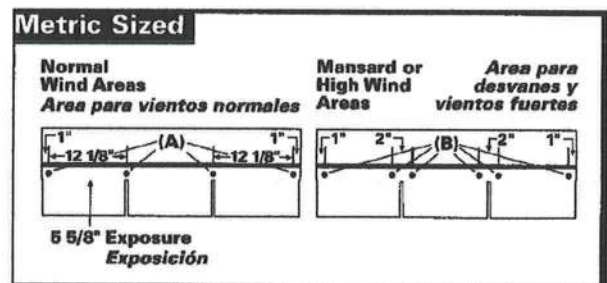 Metric Sized
Normal
Wind Areas
Area para vientos normales
1" (A) 1"
12 1/8" 12 1/8"
5 5/8" Exposure
Exposición
Mansard or
High Wind
Areas
Area para
desvanes y
vientos fuertes
1" 2" (B) 2" 1"